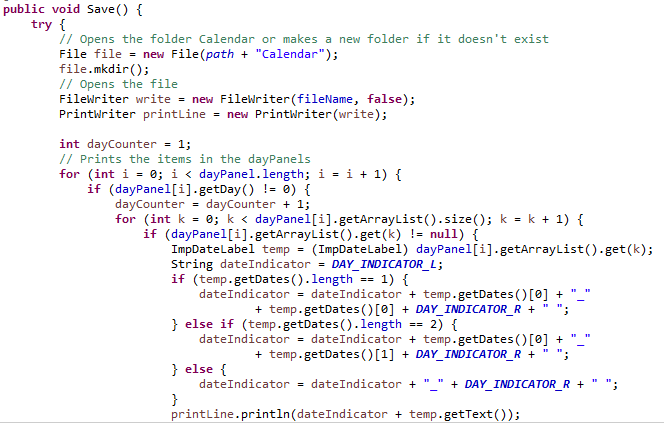 public void Save() {
    try {
        // Opens the folder Calendar or makes a new folder if it doesn't exist
        File file = new File(path + "Calendar");
        file.mkdir();
        // Opens the file
        FileWriter write = new FileWriter(fileName, false);
        PrintWriter printLine = new PrintWriter(write);

        int dayCounter = 1;
        // Prints the items in the dayPanels
        for (int i = 0; i < dayPanel.length; i = i + 1) {
            if (dayPanel[i].getDay() != 0) {
                dayCounter = dayCounter + 1;
                for (int k = 0; k < dayPanel[i].getArrayList().size(); k = k + 1) {
                    if (dayPanel[i].getArrayList().get(k) != null) {
                        ImpDateLabel temp = (ImpDateLabel) dayPanel[i].getArrayList().get(k);
                        String dateIndicator = DAY_INDICATOR_L;
                        if (temp.getDates().length == 1) {
                            dateIndicator = dateIndicator + temp.getDates()[0] + "_"
                                    + temp.getDates()[0] + DAY_INDICATOR_R + " ";
                        } else if (temp.getDates().length == 2) {
                            dateIndicator = dateIndicator + temp.getDates()[0] + "_"
                                    + temp.getDates()[1] + DAY_INDICATOR_R + " ";
                        } else {
                            dateIndicator = dateIndicator + "_" + DAY_INDICATOR_R + " ";
                        }
                        printLine.println(dateIndicator + temp.getText());